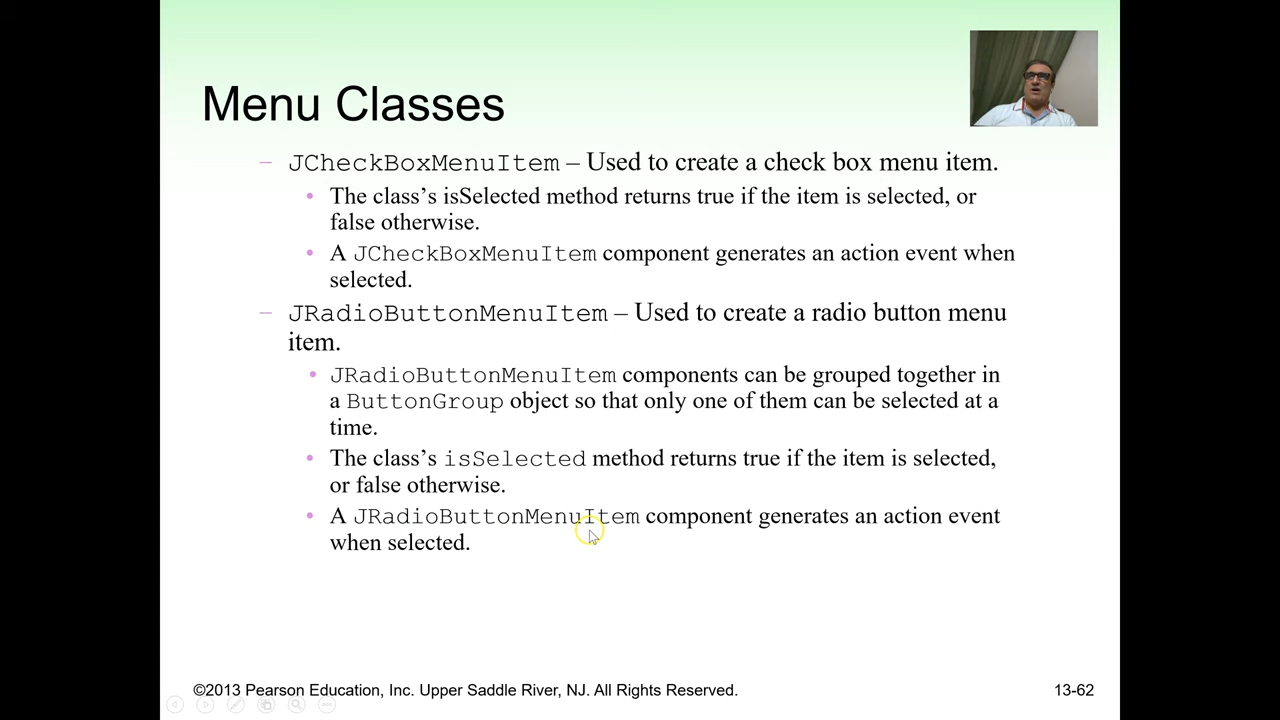 Menu Classes
– JCheckBoxMenuItem – Used to create a check box menu item.
• The class’s isSelected method returns true if the item is selected, or
false otherwise.
• A JCheckBoxMenuItem component generates an action event when
selected.
– JRadioButtonMenuItem – Used to create a radio button menu
item.
• JRadioButtonMenuItem components can be grouped together in
a ButtonGroup object so that only one of them can be selected at a
time.
• The class’s isSelected method returns true if the item is selected,
or false otherwise.
• A JRadioButtonMenuItem component generates an action event
when selected.
©2013 Pearson Education, Inc. Upper Saddle River, NJ. All Rights Reserved.
13-62